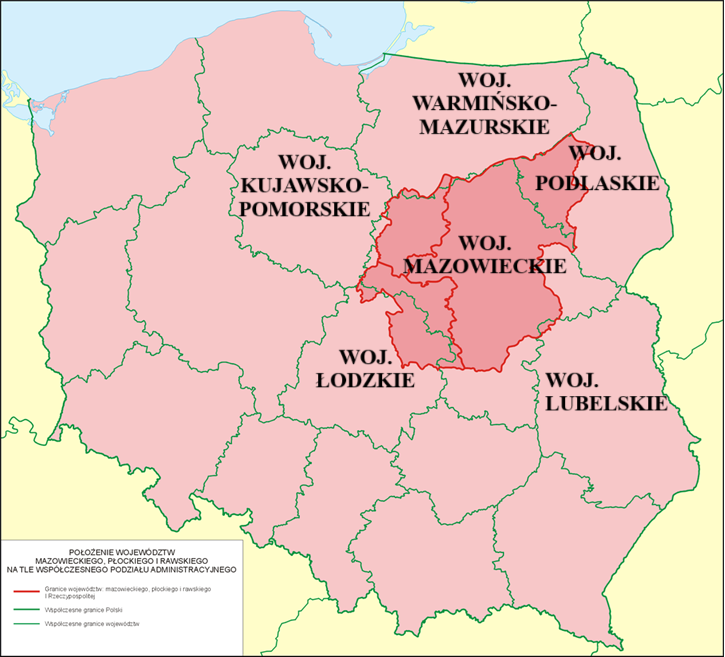 WOJ.
WARMIŃSKO-
MAZURSKIE
WOJ.
KUJAWSKO-
POMORSKIE
WOJ.
PODLASKIE
WOJ.
MAZOWIECKIE
WOJ.
ŁODZKIE
WOJ.
LUBELSKIE
POŁOŻENIE WOJEWÓDZTW
MAZOWIECKIEGO, PŁOCKIEGO I RAWSKIEGO
NA TLE WSPÓŁCZESNEGO PODZIAŁU ADMINISTRACYJNEGO
Granice województw: mazowieckiego, płockiego i rawskiego
I Rzeczypospolitej
Współczesne granice Polski
Współczesne granice województw